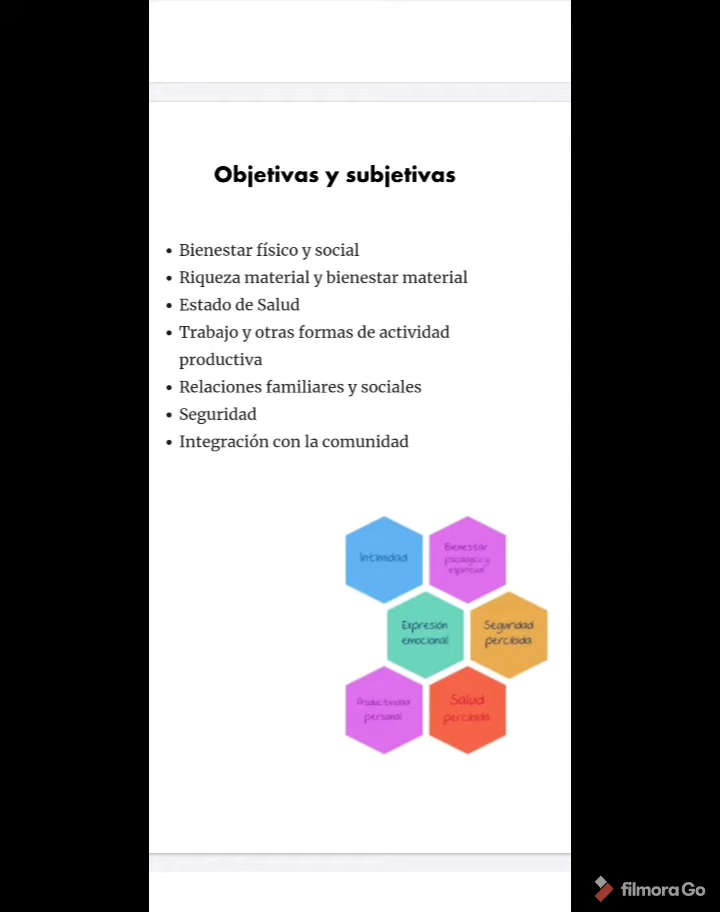 Objetivas y subjetivas
• Bienestar físico y social
• Riqueza material y bienestar material
• Estado de Salud
• Trabajo y otras formas de actividad
productiva
• Relaciones familiares y sociales
• Seguridad
• Integración con la comunidad
Intimidad
Bienestar
psicológico y
espiritual
Expresión
emocional
Seguridad
percibida
Productividad
personal
Salud
percibida
filmoraGo